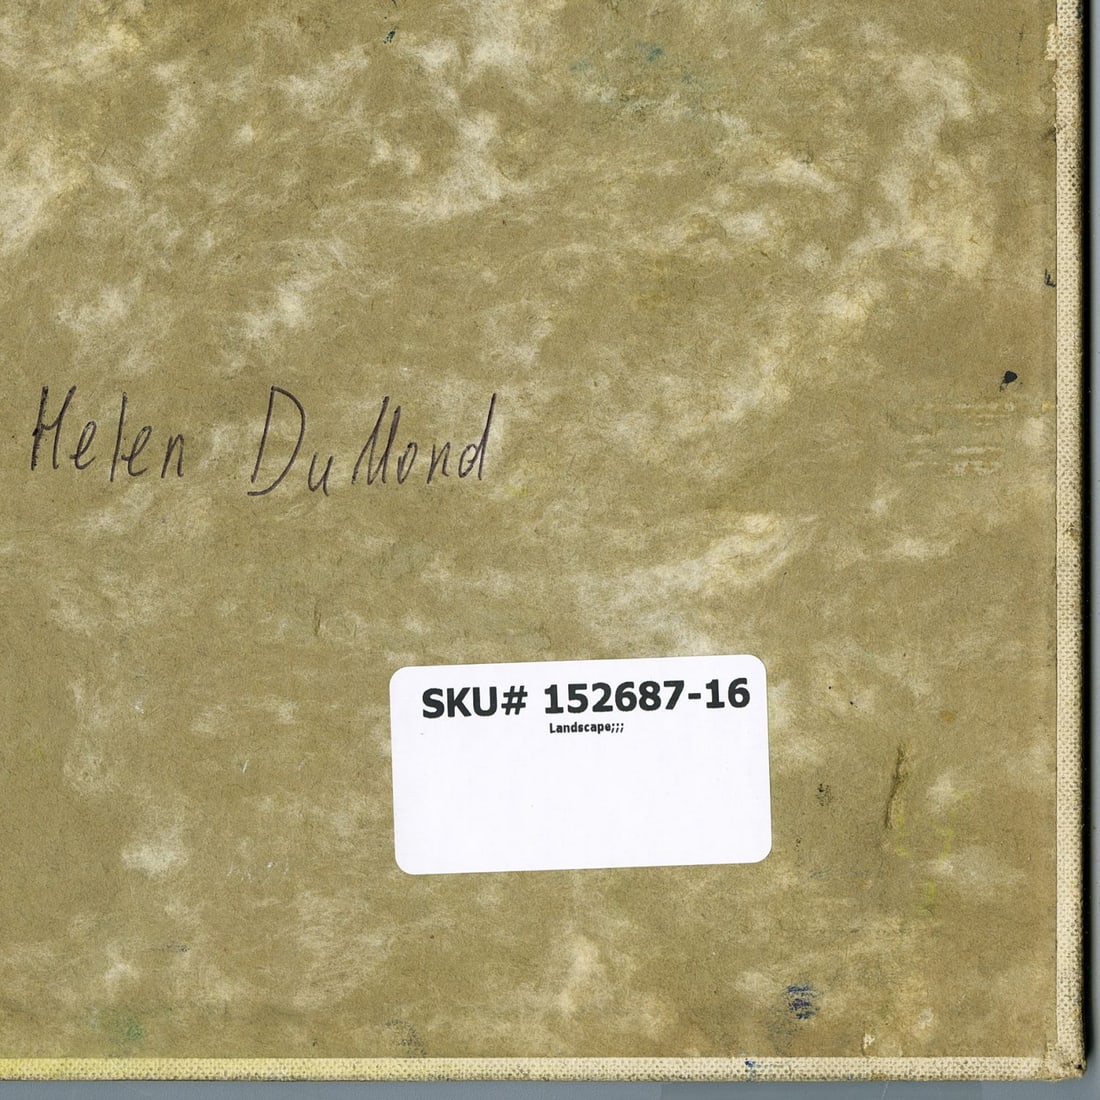 Helen DuMond
SKU# 152687-16
Landscape;;;